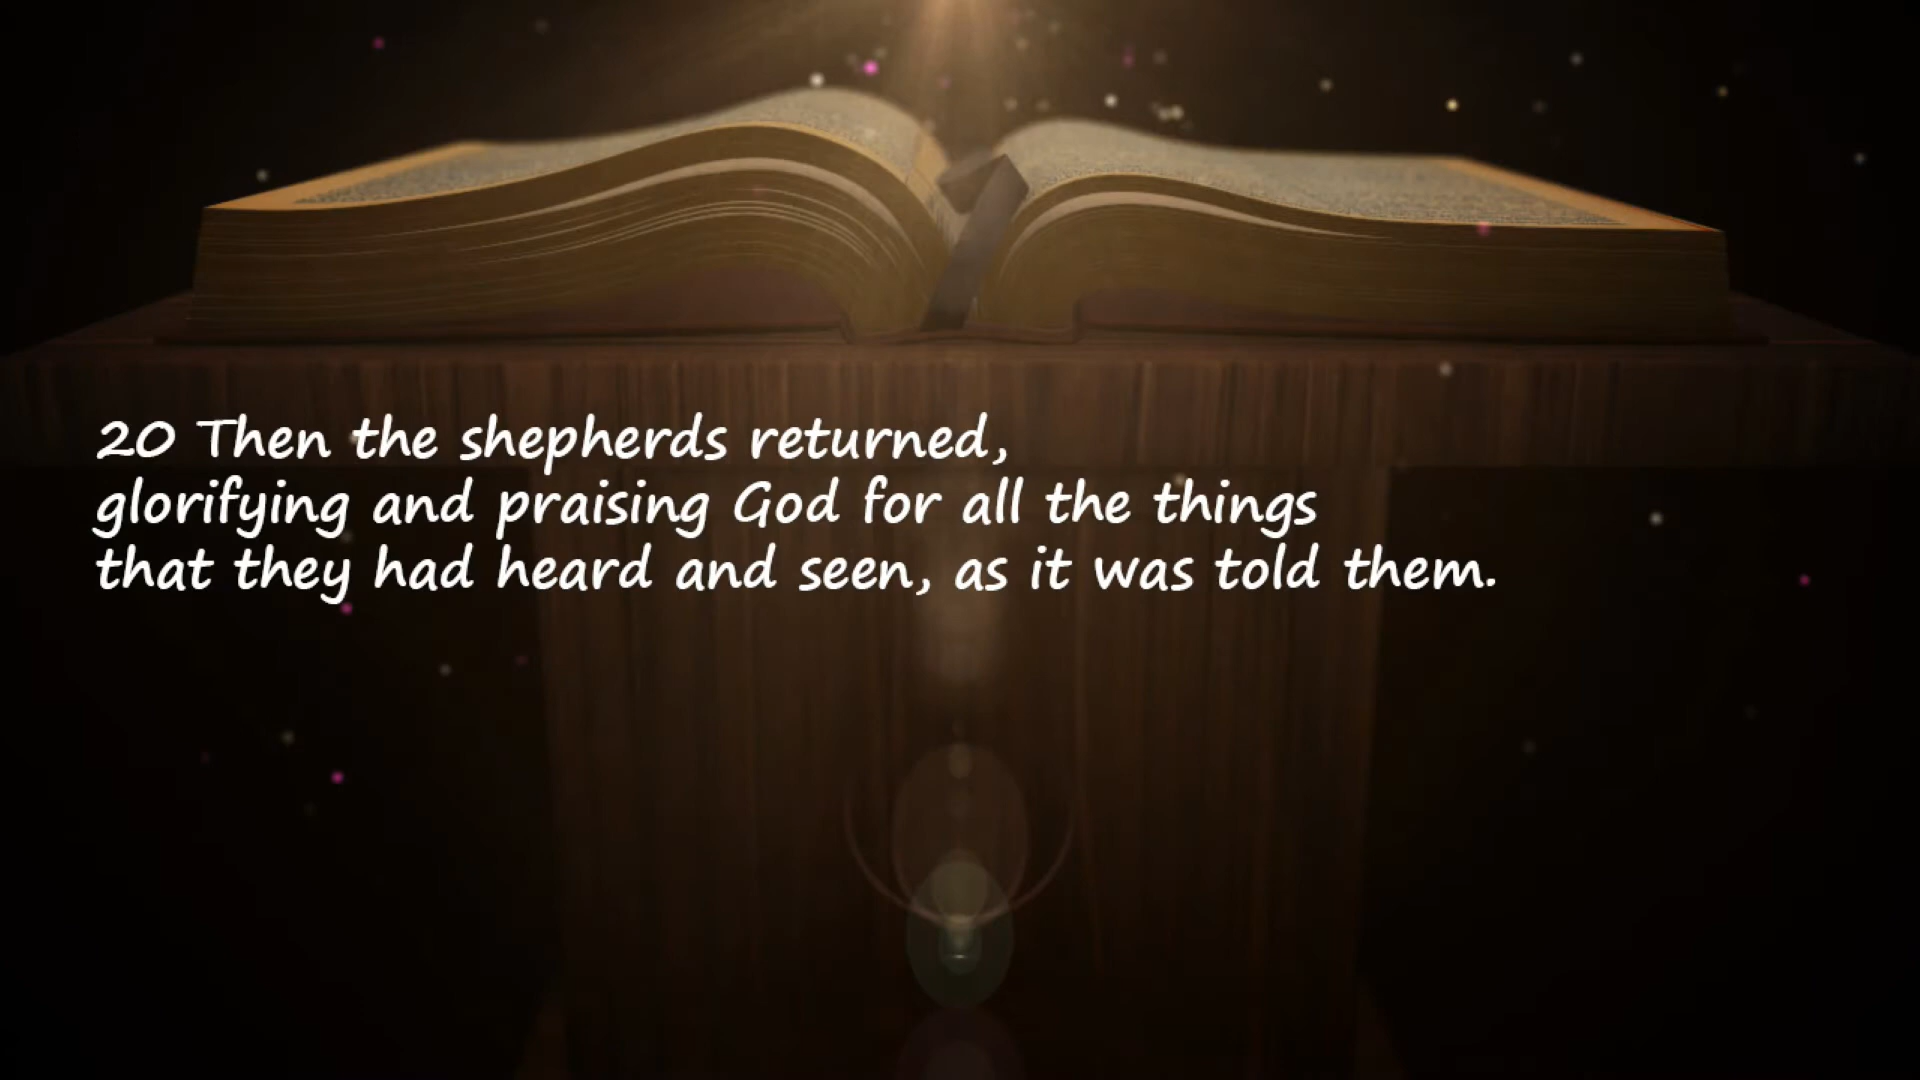 20 Then the shepherds returned,
glorifying and praising God for all the things
that they had heard and seen, as it was told them.